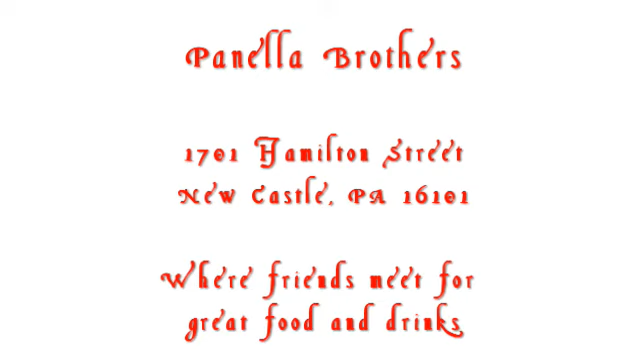 Panella Brothers
1701 Hamilton Street
New Castle, PA 16101
Where friends meet for
great food and drinks